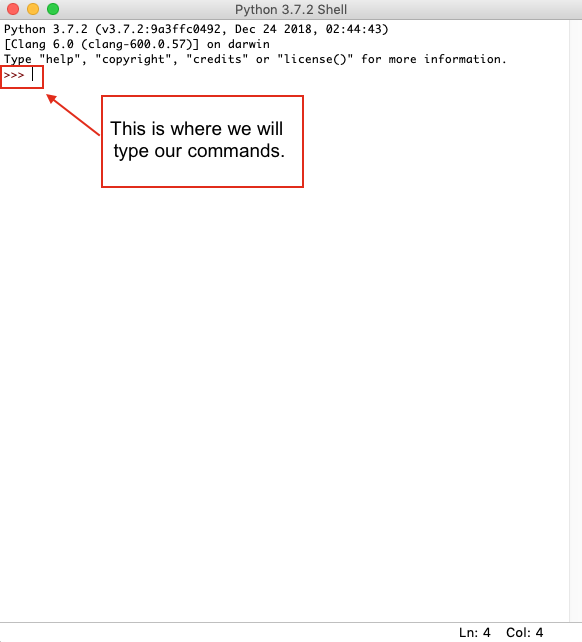 Python 3.7.2 Shell
Python 3.7.2 (v3.7.2:9a3ffc0492, Dec 24 2018, 02:44:43)
[Clang 6.0 (clang-600.0.57)] on darwin
Type "help", "copyright", "credits" or "license()" for more information.
>>>
This is where we will
type our commands.
Ln: 4 Col: 4